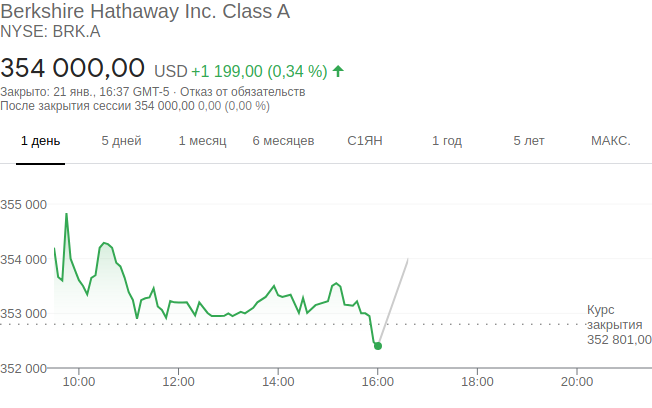 Berkshire Hathaway Inc. Class A
NYSE: BRK.A
354 000,00 USD +1 199,00 (0,34 %)
Закрыто: 21 янв., 16:37 GMT-5 · Отказ от обязательств
После закрытия сессии 354 000,00 0,00 (0,00 %)
1 день 5 дней 1 месяц 6 месяцев С1ЯН 1 год 5 лет МАКС.
355 000
354 000
353 000
352 000
Курс
закрытия
352 801,00
10:00 12:00 14:00 16:00 18:00 20:00